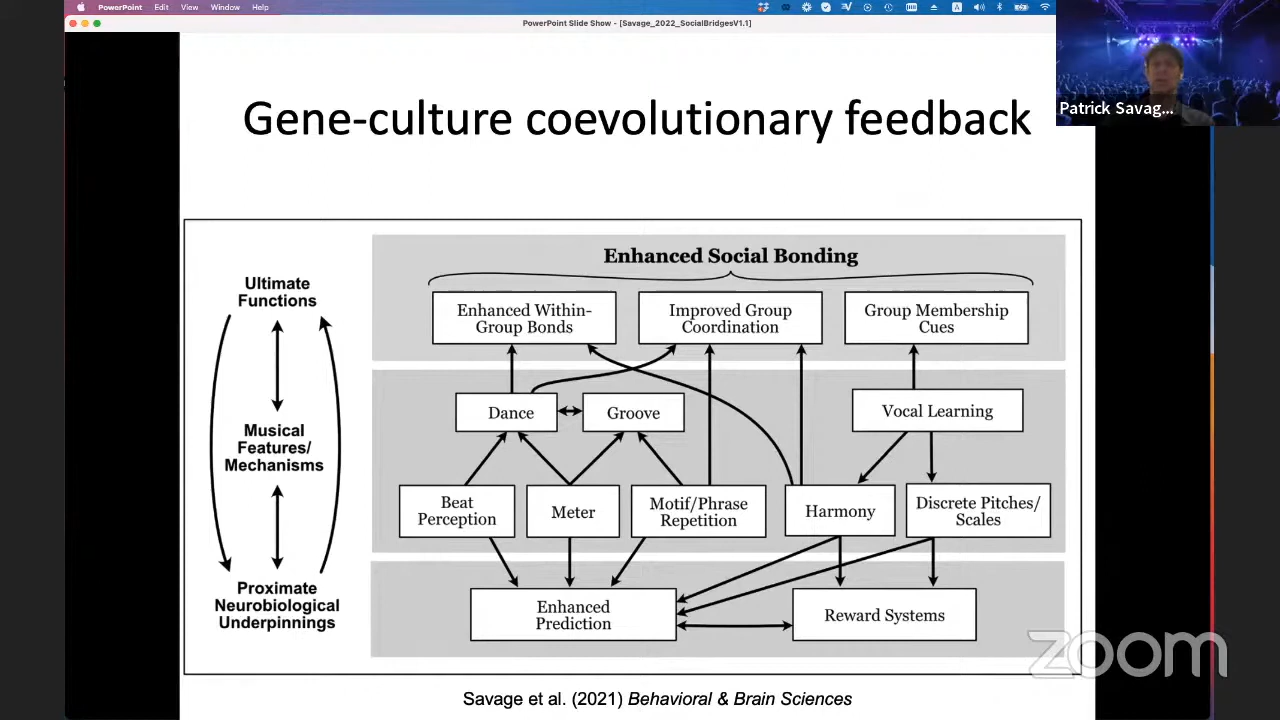 PowerPoint Edit View Window Help
PowerPoint Slide Show - [Savage_2022_SocialBridgesV1.1]
Patrick Savag...
Gene-culture coevolutionary feedback
Ultimate
Functions
Musical
Features/
Mechanisms
Proximate
Neurobiological
Underpinnings
Enhanced Social Bonding
Enhanced Within-
Group Bonds
Improved Group
Coordination
Group Membership
Cues
Dance
Groove
Vocal Learning
Beat
Perception
Meter
Motif/Phrase
Repetition
Harmony
Discrete Pitches/
Scales
Enhanced
Prediction
Reward Systems
zoom
Savage et al. (2021) Behavioral & Brain Sciences